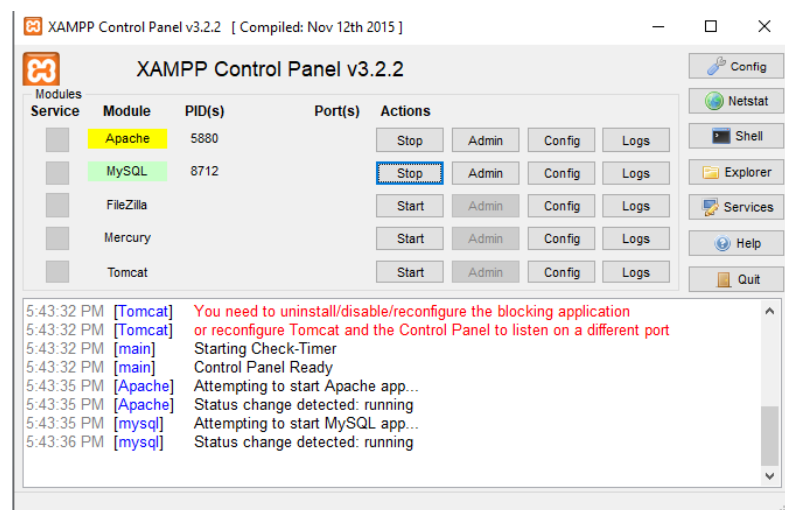 XAMPP Control Panel v3.2.2 [ Compiled: Nov 12th 2015 ]
XAMPP Control Panel v3.2.2
Config
Modules
Service Module PID(s) Port(s) Actions
Netstat
Apache 5880 Stop Admin Config Logs
Shell
MySQL 8712 Stop Admin Config Logs
Explorer
FileZilla Start Admin Config Logs
Services
Mercury Start Admin Config Logs
Help
Tomcat Start Admin Config Logs
Quit
5:43:32 PM [Tomcat] You need to uninstall/disable/reconfigure the blocking application
5:43:32 PM [Tomcat] or reconfigure Tomcat and the Control Panel to listen on a different port
5:43:32 PM [main] Starting Check-Timer
5:43:32 PM [main] Control Panel Ready
5:43:35 PM [Apache] Attempting to start Apache app...
5:43:35 PM [Apache] Status change detected: running
5:43:35 PM [mysql] Attempting to start MySQL app...
5:43:36 PM [mysql] Status change detected: running